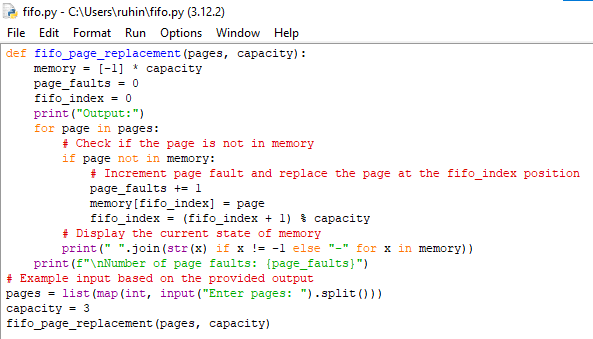 fifo.py - C:\Users\ruhin\fifo.py (3.12.2)
File Edit Format Run Options Window Help
def fifo_page_replacement(pages, capacity):
    memory = [-1] * capacity
    page_faults = 0
    fifo_index = 0
    print("Output:")
    for page in pages:
        # Check if the page is not in memory
        if page not in memory:
            # Increment page fault and replace the page at the fifo_index position
            page_faults += 1
            memory[fifo_index] = page
            fifo_index = (fifo_index + 1) % capacity
        # Display the current state of memory
        print(" ".join(str(x) if x != -1 else "-" for x in memory))
    print(f"\nNumber of page faults: {page_faults}")
# Example input based on the provided output
pages = list(map(int, input("Enter pages: ").split()))
capacity = 3
fifo_page_replacement(pages, capacity)